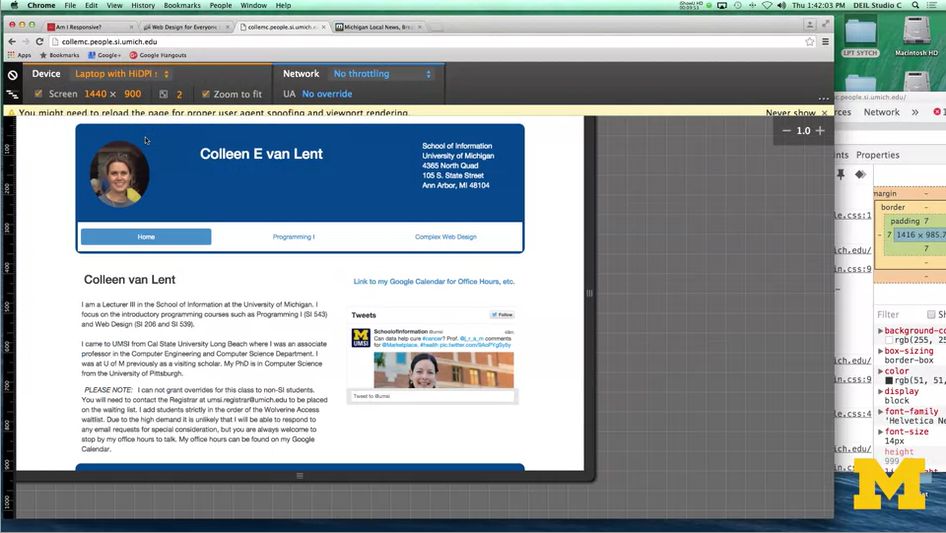 Chrome File Edit View History Bookmarks People Window Help
Thu 1:42:03 PM DEIL Studio C
Am I Responsive?
Web Design for Everyone
collemc.people.si.umich.edu
Michigan Local News, Bre
collemc.people.si.umich.edu
Apps Bookmarks Google+ Google Hangouts
LPT SYTCH
Macintosh HD
Device Laptop with HiDPI
Network No throttling
Screen 1440 × 900 2 Zoom to fit
UA No override
...
You might need to reload the page for proper user agent spoofing and viewport rendering.
Never show
1.0
Colleen E van Lent
School of Information
University of Michigan
4365 North Quad
105 S. State Street
Ann Arbor, MI 48104
Home Programming I Complex Web Design
Colleen van Lent
Link to my Google Calendar for Office Hours, etc.
I am a Lecturer III in the School of Information at the University of Michigan. I
focus on the introductory programming courses such as Programming I (SI 543)
and Web Design (SI 206 and SI 539).
I came to UMSI from Cal State University Long Beach where I was an associate
professor in the Computer Engineering and Computer Science Department. I
was at U of M previously as a visiting scholar. My PhD is in Computer Science
from the University of Pittsburgh.
PLEASE NOTE: I can not grant overrides for this class to non-SI students.
You will need to contact the Registrar at umsi.registrar@umich.edu to be placed
on the waiting list. I add students strictly in the order of the Wolverine Access
waitlist. Due to the high demand it is unlikely that I will be able to respond to
any email requests for special consideration, but you are always welcome to
stop by my office hours to talk. My office hours can be found on my Google
Calendar.
Tweets
Follow
SchoolofInformation @umsi
Can data help cure #cancer? Prof. @j_r_a_m comments
for @Marketplace. #health
UMSI
Tweet to @umsi
people.si.umich.edu/
Network
Properties
margin
border
padding 7
7 1416 × 985.7
7
Filter
background-c
rgb(255, 25
box-sizing
border-box
color
rgb(51, 51
display
block
font-family
'Helvetica Ne
font-size
14px
height
M